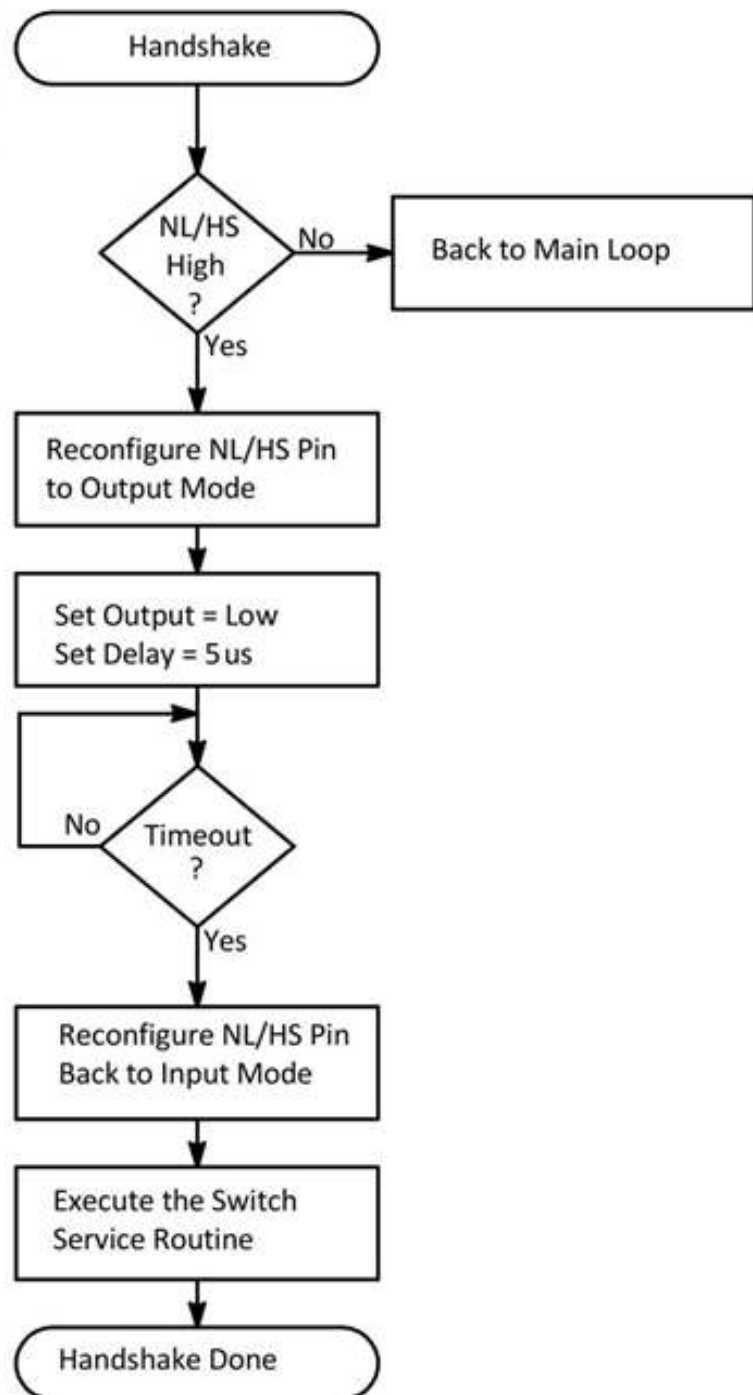 Handshake
NL/HS
High
?
No
Back to Main Loop
Yes
Reconfigure NL/HS Pin
to Output Mode
Set Output = Low
Set Delay = 5us
No
Timeout
?
Yes
Reconfigure NL/HS Pin
Back to Input Mode
Execute the Switch
Service Routine
Handshake Done